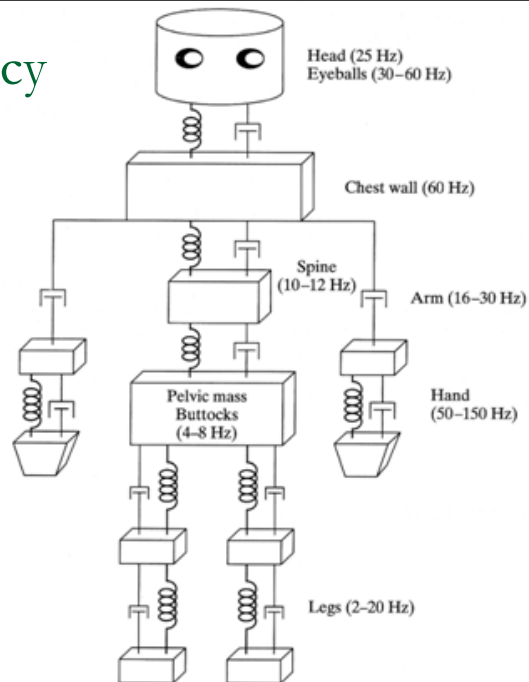 cy
Head (25 Hz)
Eyeballs (30–60 Hz)
Chest wall (60 Hz)
Spine
(10–12 Hz)
Arm (16–30 Hz)
Pelvic mass
Buttocks
(4–8 Hz)
Hand
(50–150 Hz)
Legs (2–20 Hz)